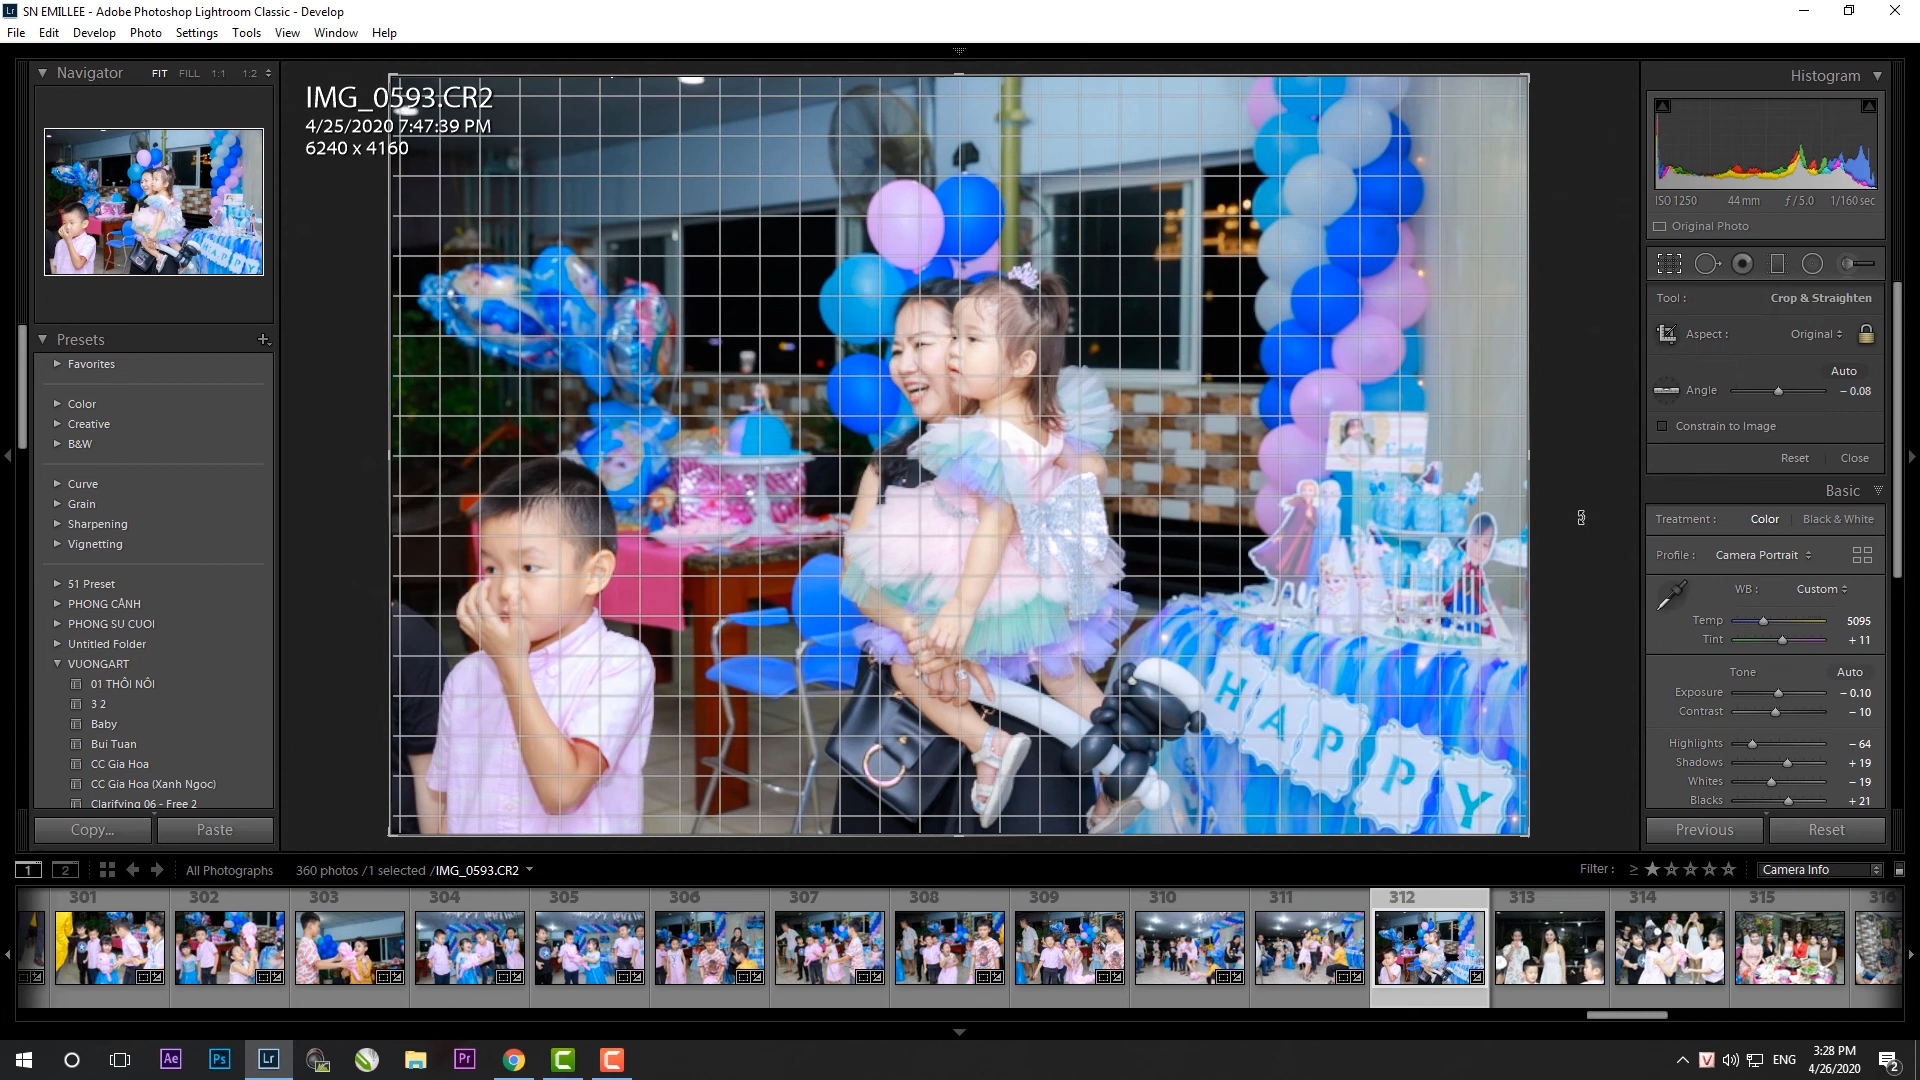 SN EMILLEE - Adobe Photoshop Lightroom Classic - Develop
File Edit Develop Photo Settings Tools View Window Help
Navigator FIT FILL 1:1 1:2
Presets
Favorites
Color
Creative
B&W
Curve
Grain
Sharpening
Vignetting
51 Preset
PHONG CẢNH
PHONG SU CUOI
Untitled Folder
VUONGART
01 THÔI NÔI
3 2
Baby
Bui Tuan
CC Gia Hoa
CC Gia Hoa (Xanh Ngoc)
Clarifying 06 - Free 2
Copy... Paste
IMG_0593.CR2
4/25/2020 7:47:39 PM
6240 x 4160
HAPPY
Histogram
ISO 1250 44 mm ƒ / 5.0 1/160 sec
Original Photo
Tool : Crop & Straighten
Aspect : Original
Auto
Angle - 0.08
Constrain to Image
Reset Close
Basic
Treatment : Color Black & White
Profile : Camera Portrait
WB : Custom
Temp 5095
Tint + 11
Tone Auto
Exposure - 0.10
Contrast - 10
Highlights - 64
Shadows + 19
Whites - 19
Blacks + 21
Previous Reset
1 2 All Photographs 360 photos / 1 selected / IMG_0593.CR2 Filter : ≥ Camera Info
301 302 303 304 305 306 307 308 309 310 311 312 313 314 315 316
Ae Ps Lr Pr V ENG
3:28 PM
4/26/2020
2